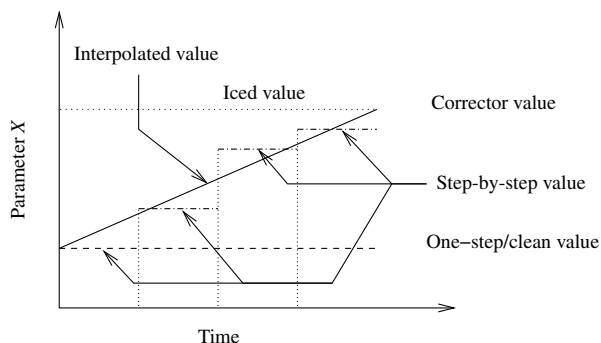 Interpolated value
Iced value
Corrector value
Parameter X
Step-by-step value
One−step/clean value
Time